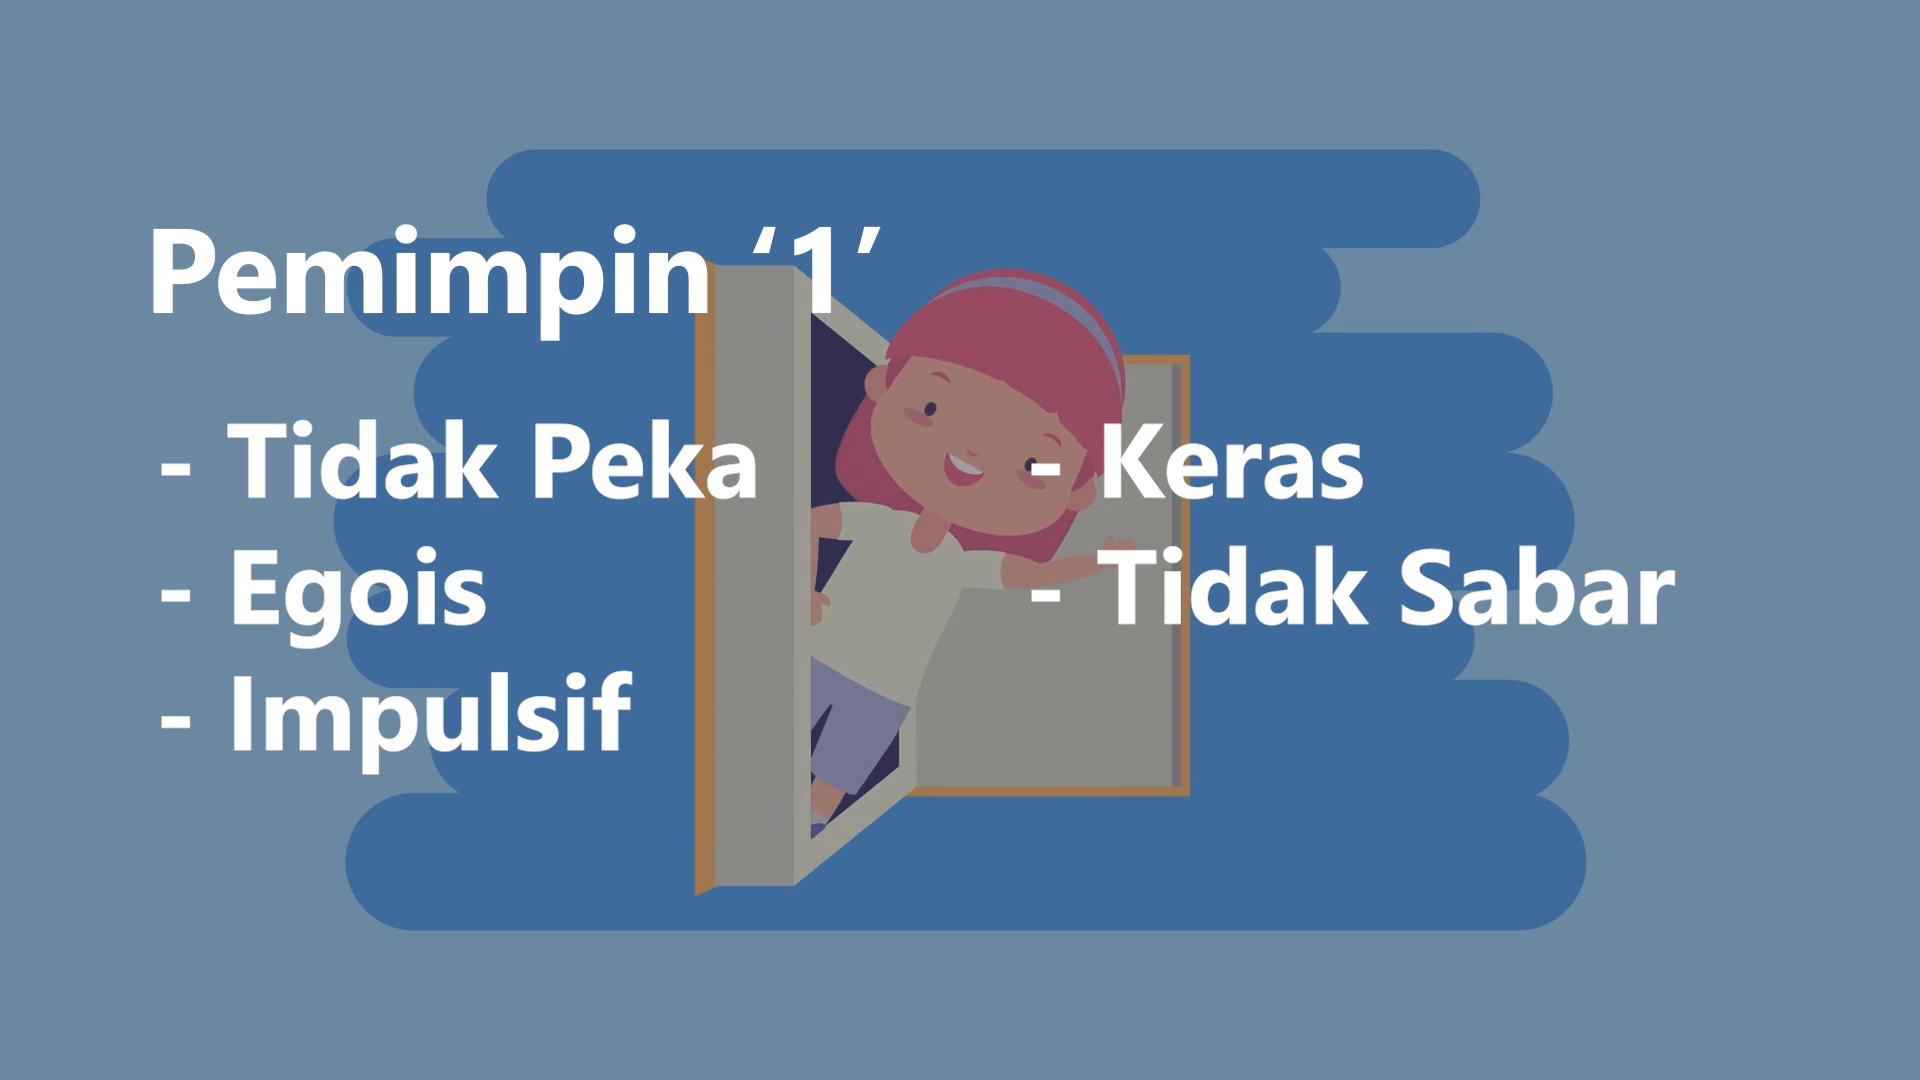 Pemimpin ‘1’
- Tidak Peka
- Egois
- Impulsif
- Keras
- Tidak Sabar